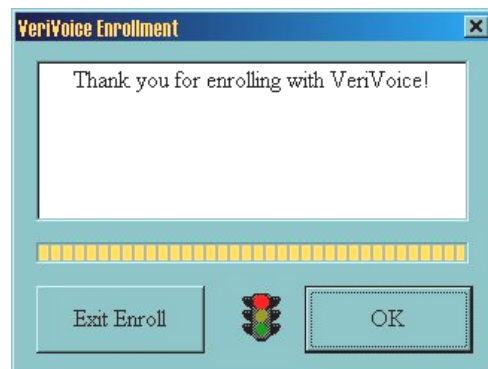 VeriVoice Enrollment
Thank you for enrolling with VeriVoice!
Exit Enroll
OK